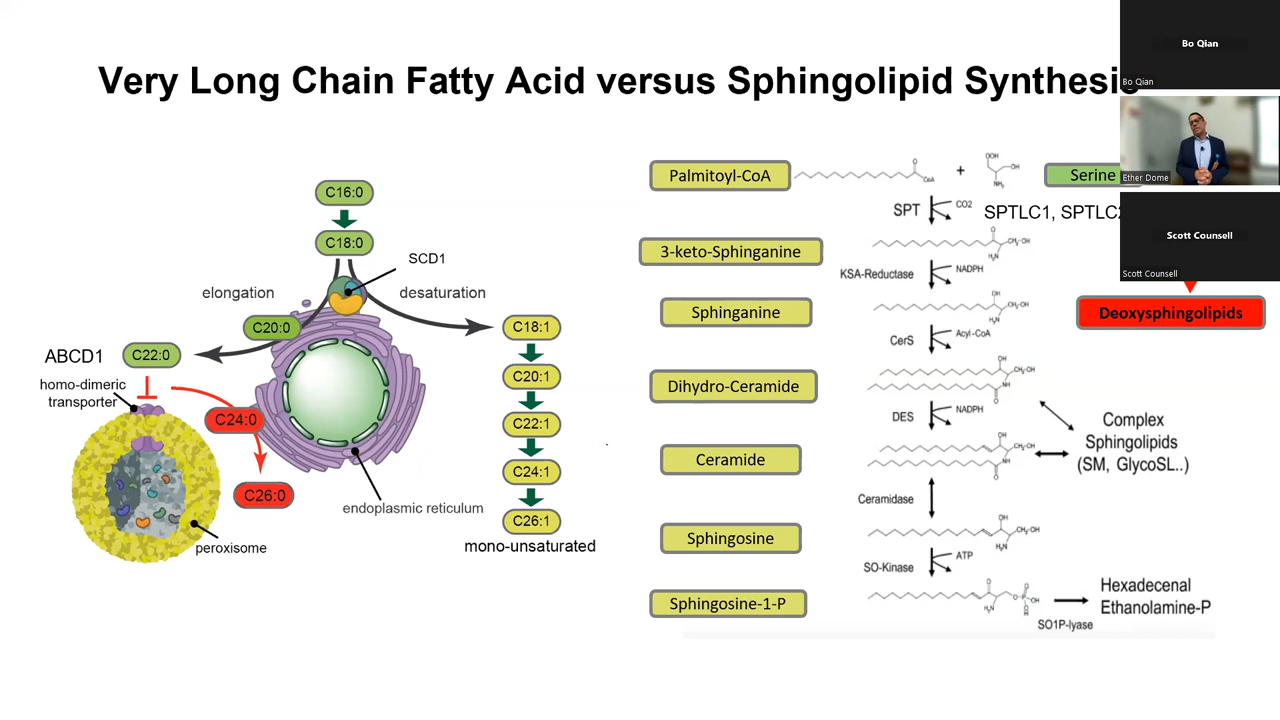 Very Long Chain Fatty Acid versus Sphingolipid Synthesis
Bo Qian
Bo Qian
Ether Dome
Scott Counsell
Scott Counsell
C16:0
C18:0
SCD1
elongation
desaturation
C20:0
C18:1
ABCD1
C22:0
homo-dimeric
transporter
C20:1
C24:0
C22:1
C24:1
C26:0
endoplasmic reticulum
C26:1
mono-unsaturated
peroxisome
Palmitoyl-CoA
CoA
+
Serine
SPT
CO2
SPTLC1, SPTLC2
3-keto-Sphinganine
KSA-Reductase
NADPH
Sphinganine
Deoxysphingolipids
CerS
Acyl-CoA
Dihydro-Ceramide
DES
NADPH
Complex
Sphingolipids
(SM, GlycoSL..)
Ceramide
Ceramidase
Sphingosine
SO-Kinase
ATP
Sphingosine-1-P
Hexadecenal
Ethanolamine-P
SO1P-lyase